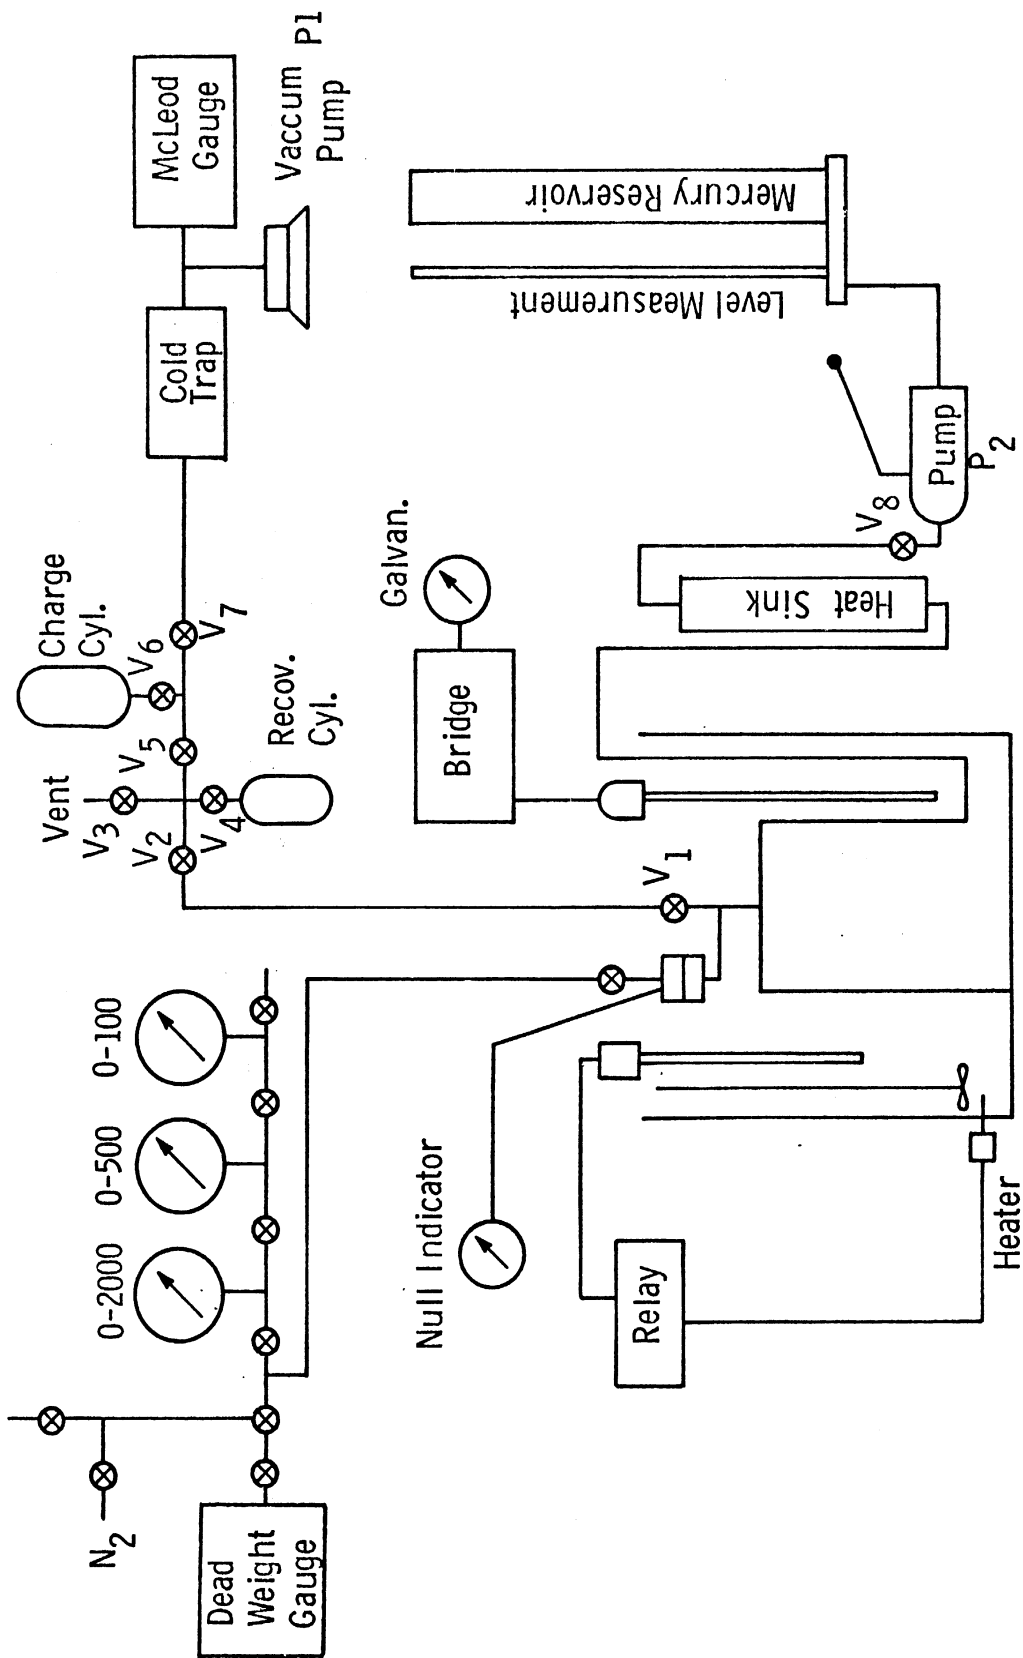 McLeod
Gauge
Vaccum P1
Pump
Cold
Trap
Charge
Cyl.
V6
V7
V5
Vent
V3
V2
V4
Recov.
Cyl.
0-100
0-500
0-2000
N2
Dead
Weight
Gauge
Mercury Reservoir
Level Measurement
Pump
P2
V8
Heat Sink
Galvan.
Bridge
V1
Null Indicator
Relay
Heater